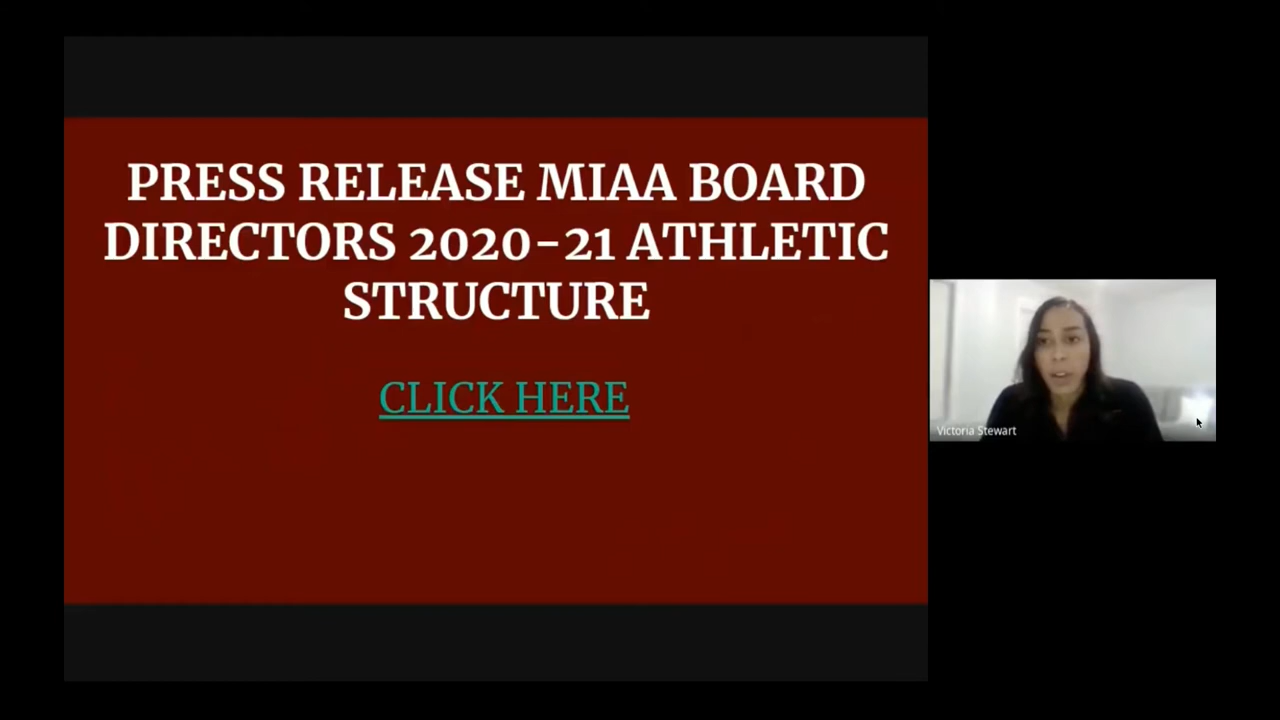 PRESS RELEASE MIAA BOARD
DIRECTORS 2020-21 ATHLETIC
STRUCTURE
CLICK HERE
Victoria Stewart